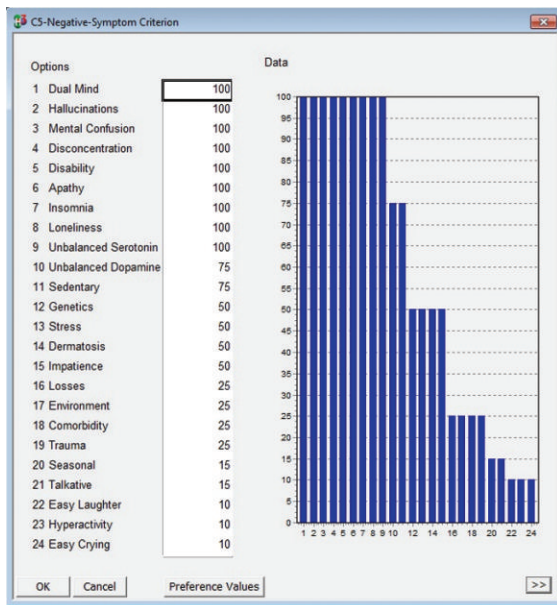 C5-Negative-Symptom Criterion
Options
1 Dual Mind 100
2 Hallucinations 100
3 Mental Confusion 100
4 Disconcentration 100
5 Disability 100
6 Apathy 100
7 Insomnia 100
8 Loneliness 100
9 Unbalanced Serotonin 100
10 Unbalanced Dopamine 75
11 Sedentary 75
12 Genetics 50
13 Stress 50
14 Dermatosis 50
15 Impatience 50
16 Losses 25
17 Environment 25
18 Comorbidity 25
19 Trauma 25
20 Seasonal 15
21 Talkative 15
22 Easy Laughter 10
23 Hyperactivity 10
24 Easy Crying 10
Data
100
95
90
85
80
75
70
65
60
55
50
45
40
35
30
25
20
15
10
5
0
1 2 3 4 5 6 7 8 9 10 12 14 16 18 20 22 24
OK Cancel Preference Values >>